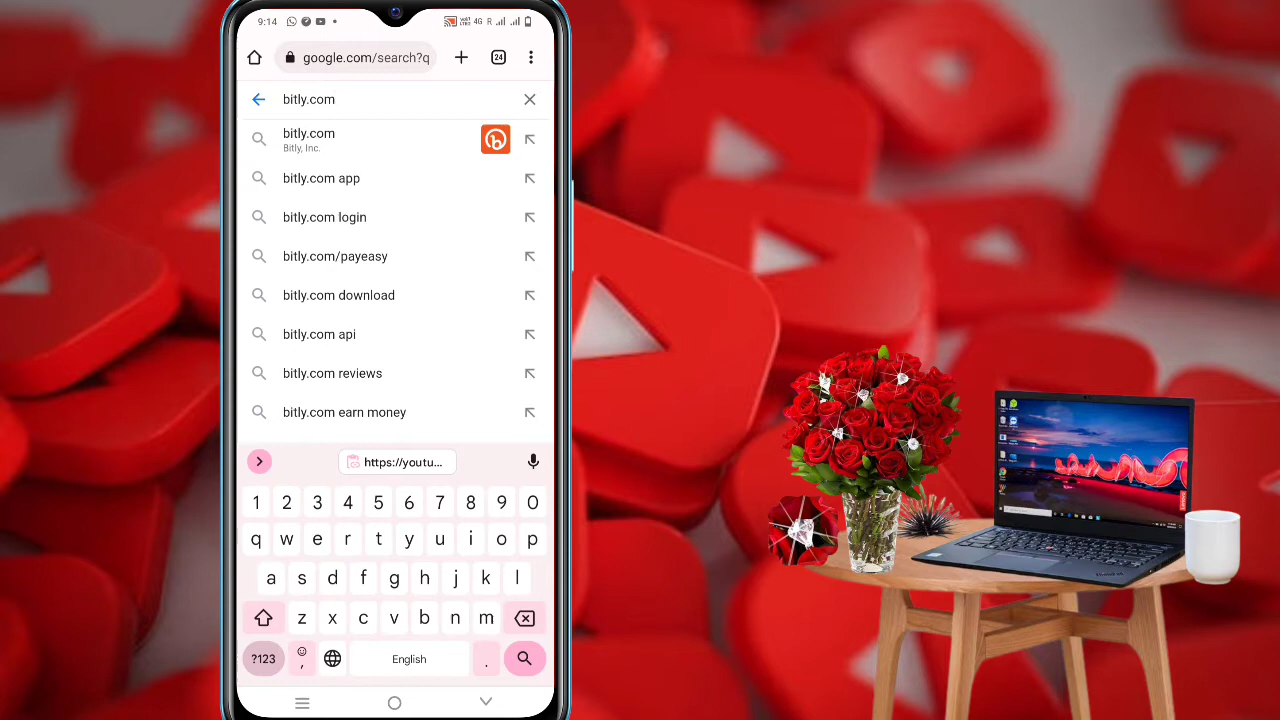 9:14
VoLTE
4G R
google.com/search?q
24
bitly.com
bitly.com
Bitly, Inc.
bitly.com app
bitly.com login
bitly.com/payeasy
bitly.com download
bitly.com api
bitly.com reviews
bitly.com earn money
https://youtu...
1 2 3 4 5 6 7 8 9 0
q w e r t y u i o p
a s d f g h j k l
z x c v b n m
?123 , English .